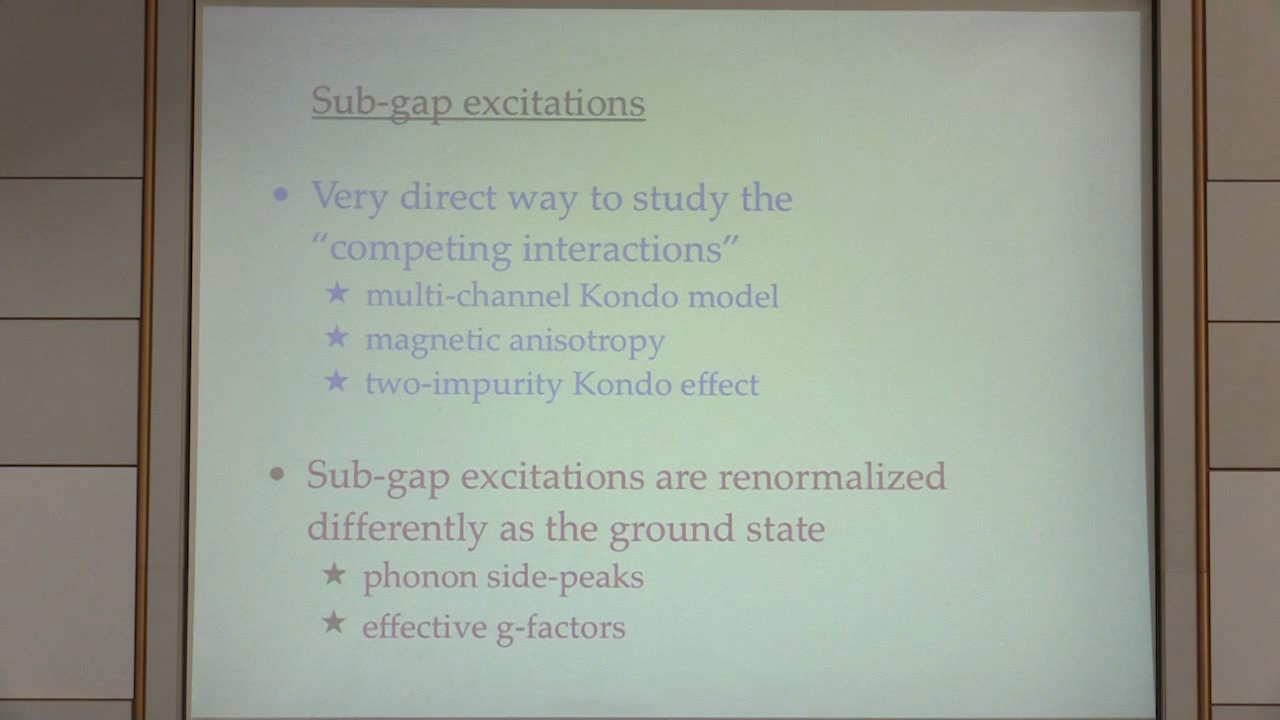 Sub-gap excitations
• Very direct way to study the
“competing interactions”
★ multi-channel Kondo model
★ magnetic anisotropy
★ two-impurity Kondo effect
• Sub-gap excitations are renormalized
differently as the ground state
★ phonon side-peaks
★ effective g-factors